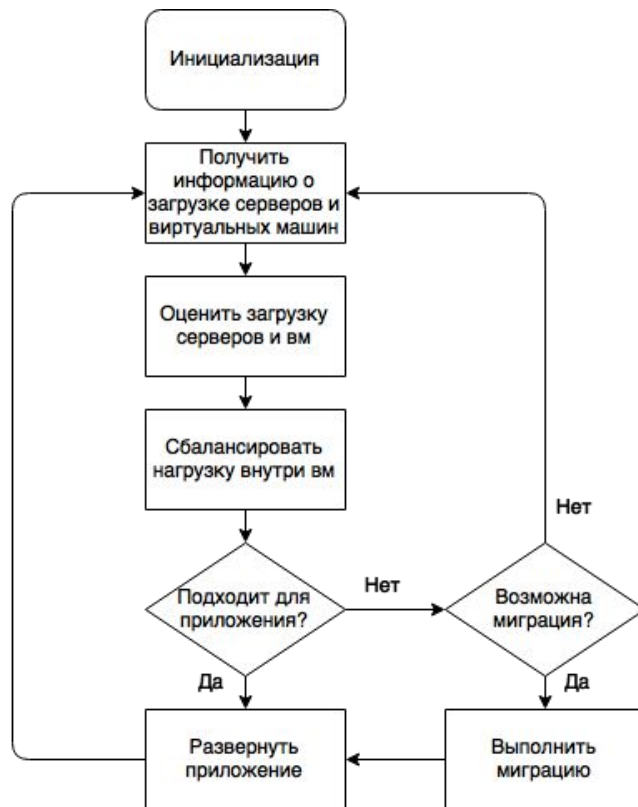 Инициализация
Получить
информацию о
загрузке серверов и
виртуальных машин
Оценить загрузку
серверов и вм
Сбалансировать
нагрузку внутри вм
Нет
Подходит для
приложения?
Нет
Возможна
миграция?
Да
Да
Развернуть
приложение
Выполнить
миграцию